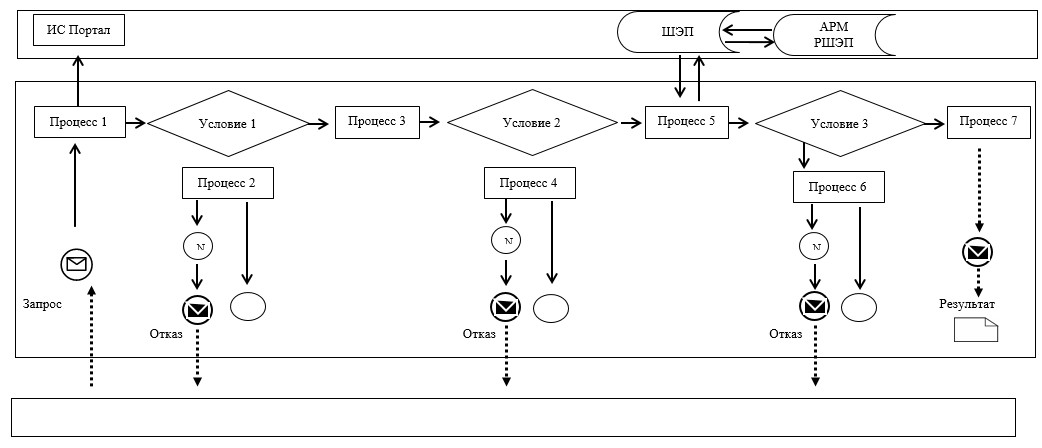 ИС Портал
ШЭП
АРМ
РШЭП
Процесс 1
Условие 1
Процесс 3
Условие 2
Процесс 5
Условие 3
Процесс 7
Процесс 2
Процесс 4
Процесс 6
N
N
N
Запрос
Отказ
Отказ
Отказ
Результат